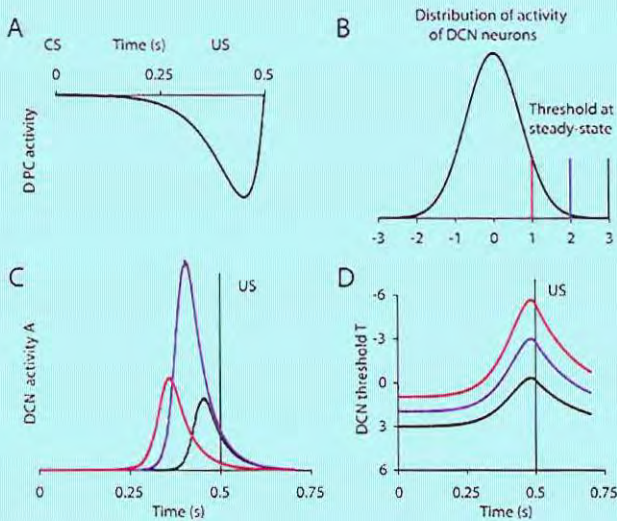 A
CS Time (s) US
0 0.25 0.5
DPC activity
B
Distribution of activity
of DCN neurons
Threshold at
steady-state
-3 -2 -1 0 1 2 3
C
US
DCN activity A
0 0.25 0.5 0.75
Time (s)
D
US
-6
-3
0
3
6
DCN threshold T
0 0.25 0.5 0.75
Time (s)